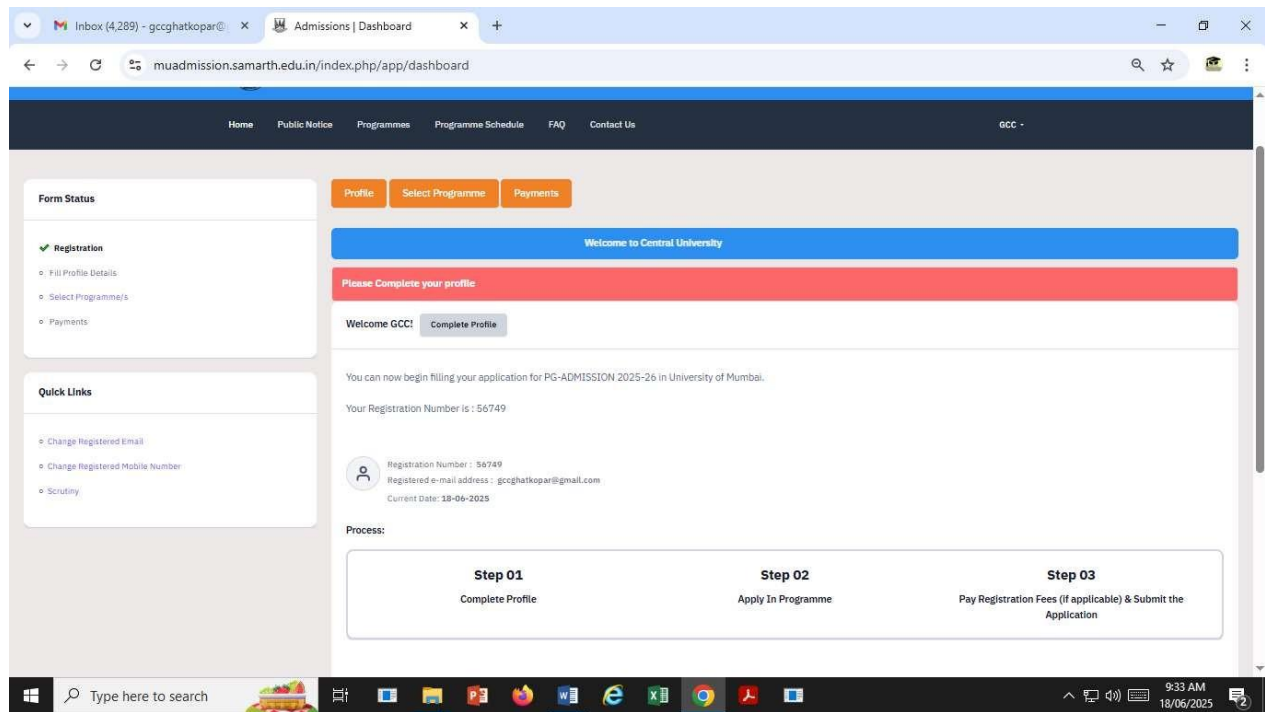 Inbox (4,289) - gccghatkopar@
Admissions | Dashboard
muadmission.samarth.edu.in/index.php/app/dashboard
Home Public Notice Programmes Programme Schedule FAQ Contact Us GCC
Form Status
Registration
Fill Profile Details
Select Programme/s
Payments
Quick Links
Change Registered Email
Change Registered Mobile Number
Scrutiny
Profile Select Programme Payments
Welcome to Central University
Please Complete your profile
Welcome GCC! Complete Profile
You can now begin filling your application for PG-ADMISSION 2025-26 in University of Mumbai.
Your Registration Number is : 56749
Registration Number : 56749
Registered e-mail address : gccghatkopar@gmail.com
Current Date: 18-06-2025
Process:
Step 01
Complete Profile
Step 02
Apply In Programme
Step 03
Pay Registration Fees (if applicable) & Submit the
Application
Type here to search
9:33 AM
18/06/2025
2